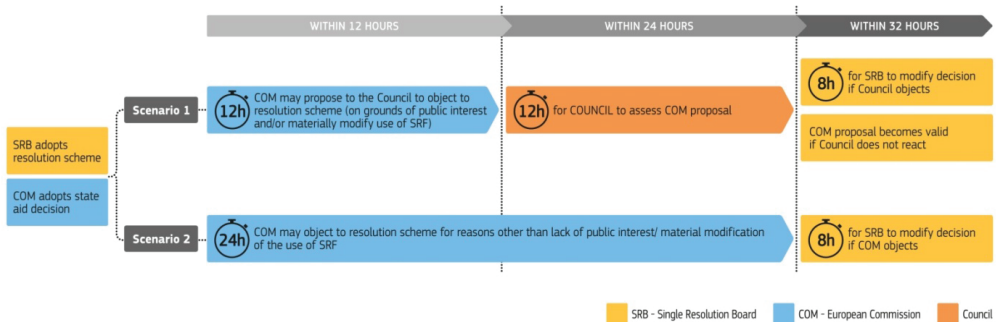 WITHIN 12 HOURS
WITHIN 24 HOURS
WITHIN 32 HOURS
SRB adopts
resolution scheme
COM adopts state
aid decision
Scenario 1
12h
COM may propose to the Council to object to
resolution scheme (on grounds of public interest
and/or materially modify use of SRF)
12h
for COUNCIL to assess COM proposal
8h
for SRB to modify decision
if Council objects
COM proposal becomes valid
if Council does not react
Scenario 2
24h
COM may object to resolution scheme for reasons other than lack of public interest/ material modification
of the use of SRF
8h
for SRB to modify decision
if COM objects
SRB - Single Resolution Board
COM - European Commission
Council